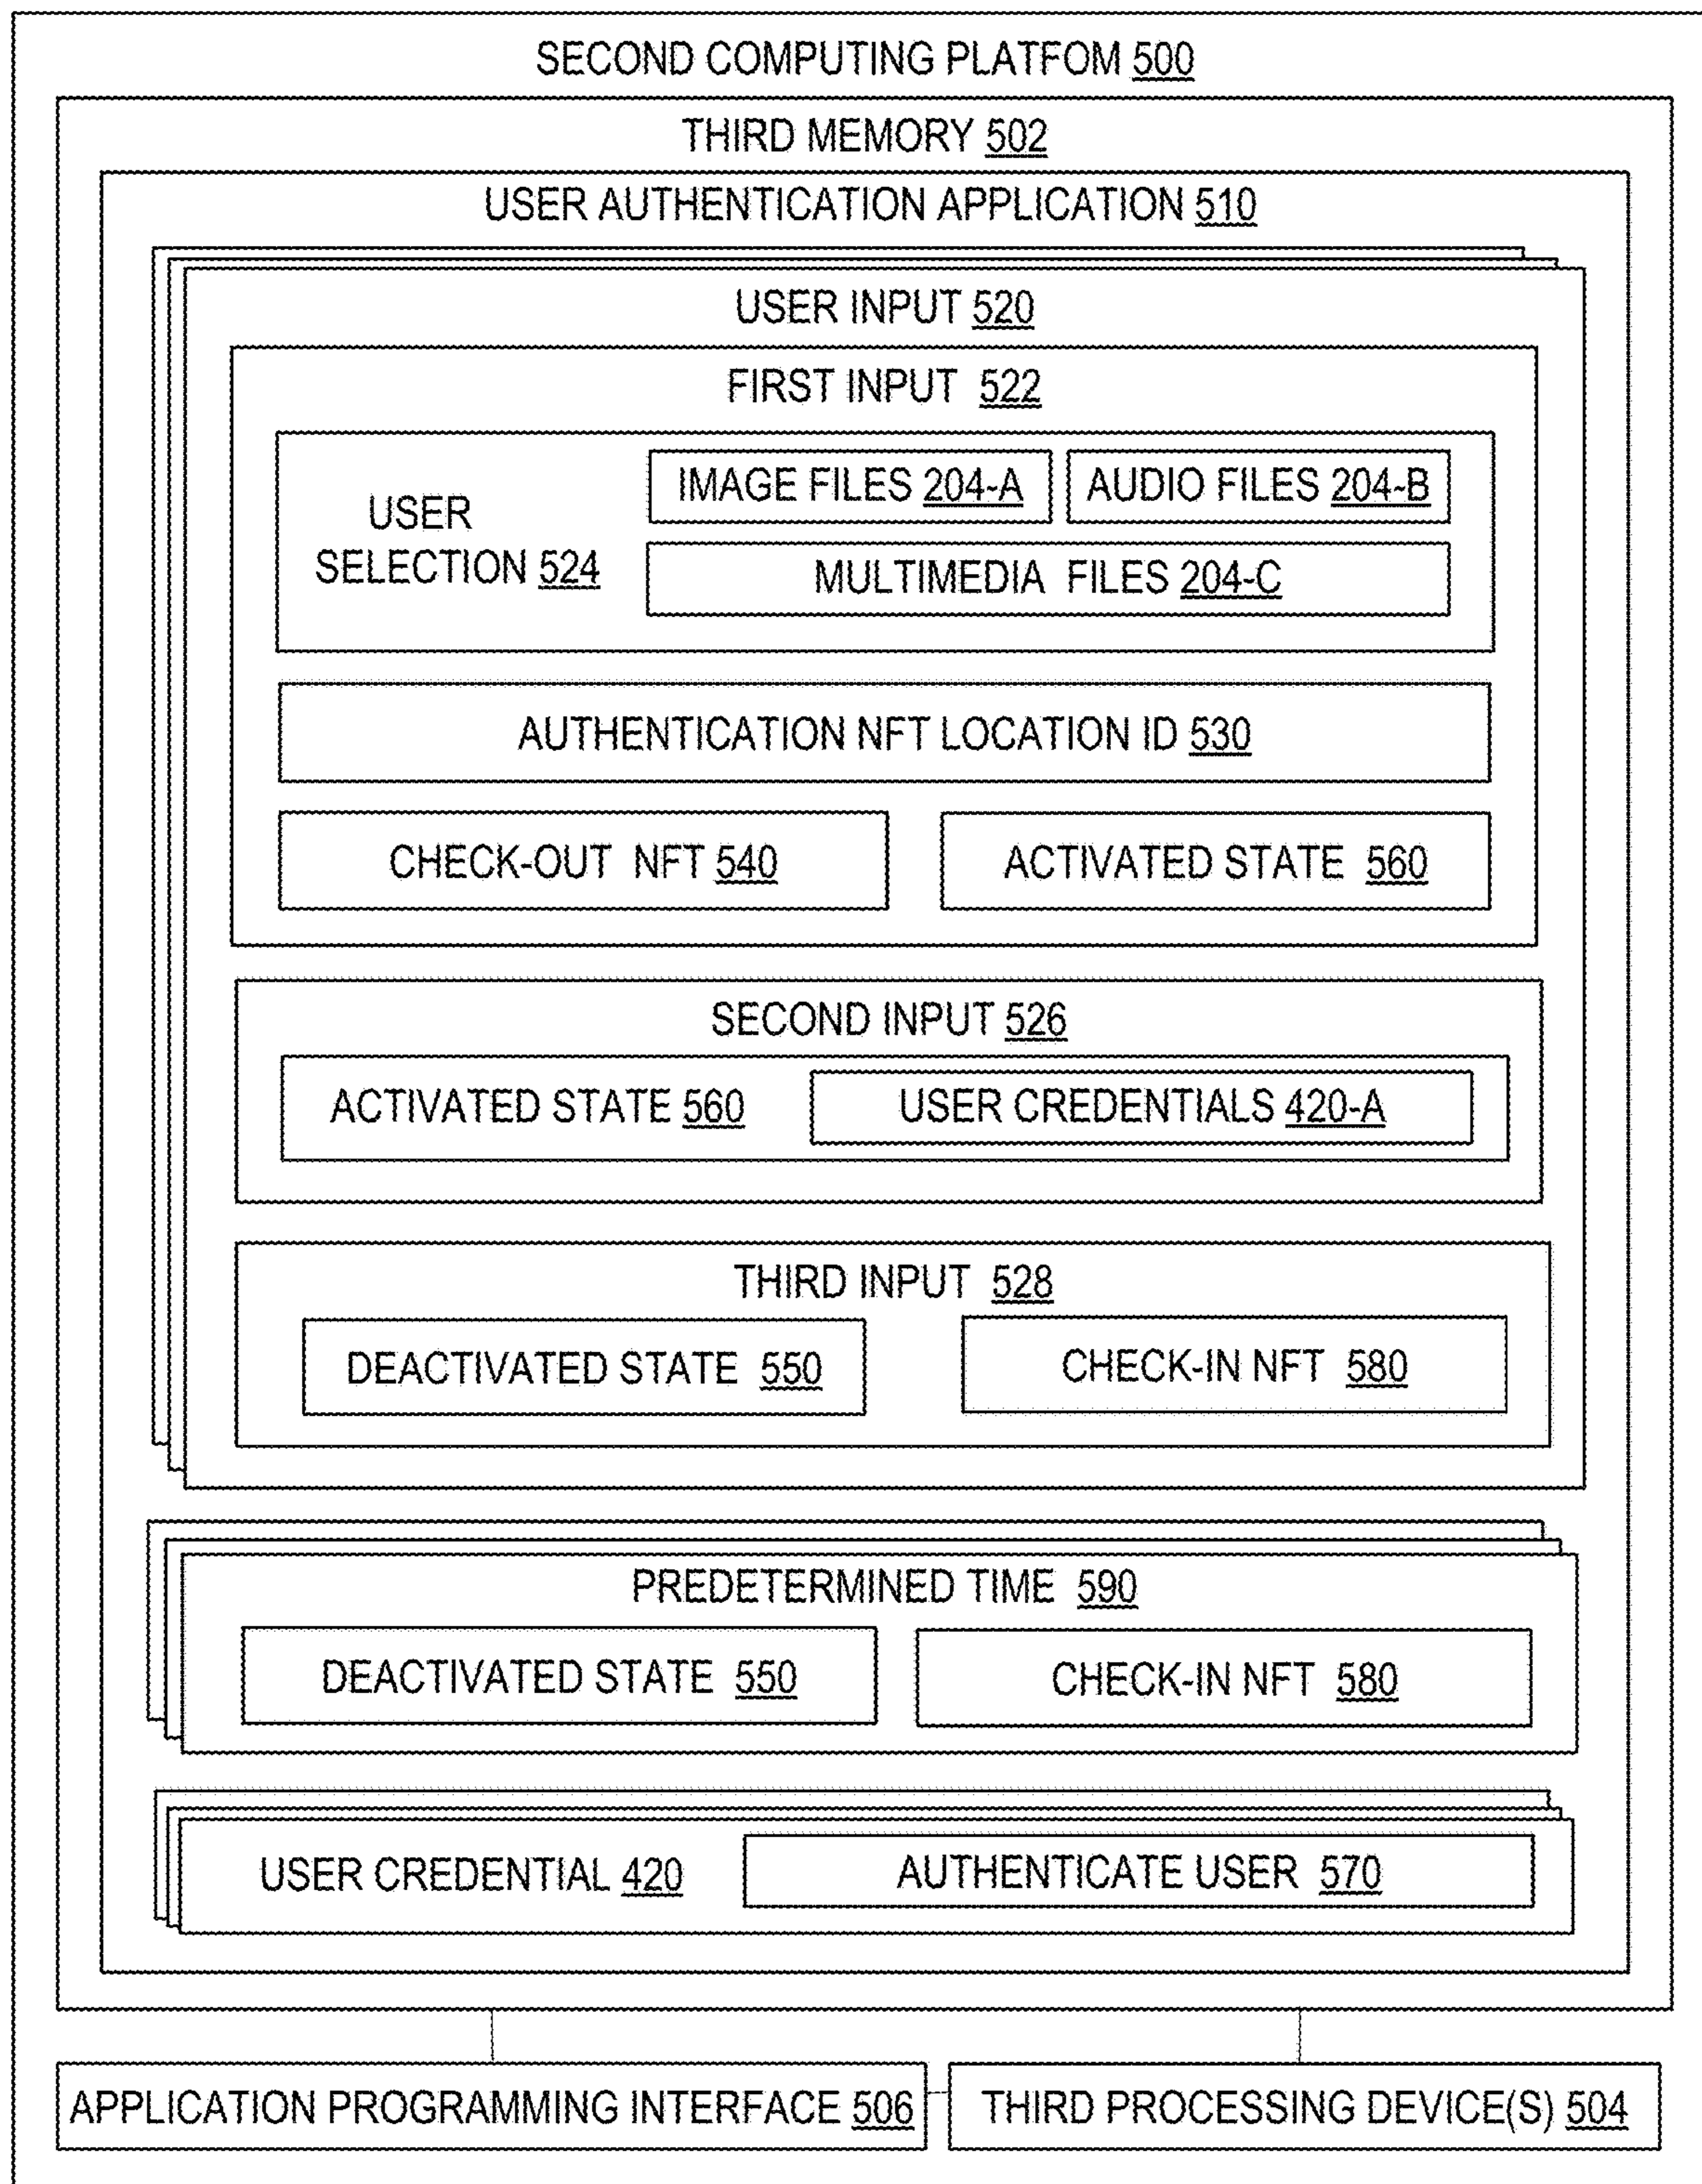 SECOND COMPUTING PLATFOM 500
THIRD MEMORY 502
USER AUTHENTICATION APPLICATION 510
USER INPUT 520
FIRST INPUT 522
USER
SELECTION 524
IMAGE FILES 204-A
AUDIO FILES 204-B
MULTIMEDIA FILES 204-C
AUTHENTICATION NFT LOCATION ID 530
CHECK-OUT NFT 540
ACTIVATED STATE 560
SECOND INPUT 526
ACTIVATED STATE 560
USER CREDENTIALS 420-A
THIRD INPUT 528
DEACTIVATED STATE 550
CHECK-IN NFT 580
PREDETERMINED TIME 590
DEACTIVATED STATE 550
CHECK-IN NFT 580
USER CREDENTIAL 420
AUTHENTICATE USER 570
APPLICATION PROGRAMMING INTERFACE 506
THIRD PROCESSING DEVICE(S) 504